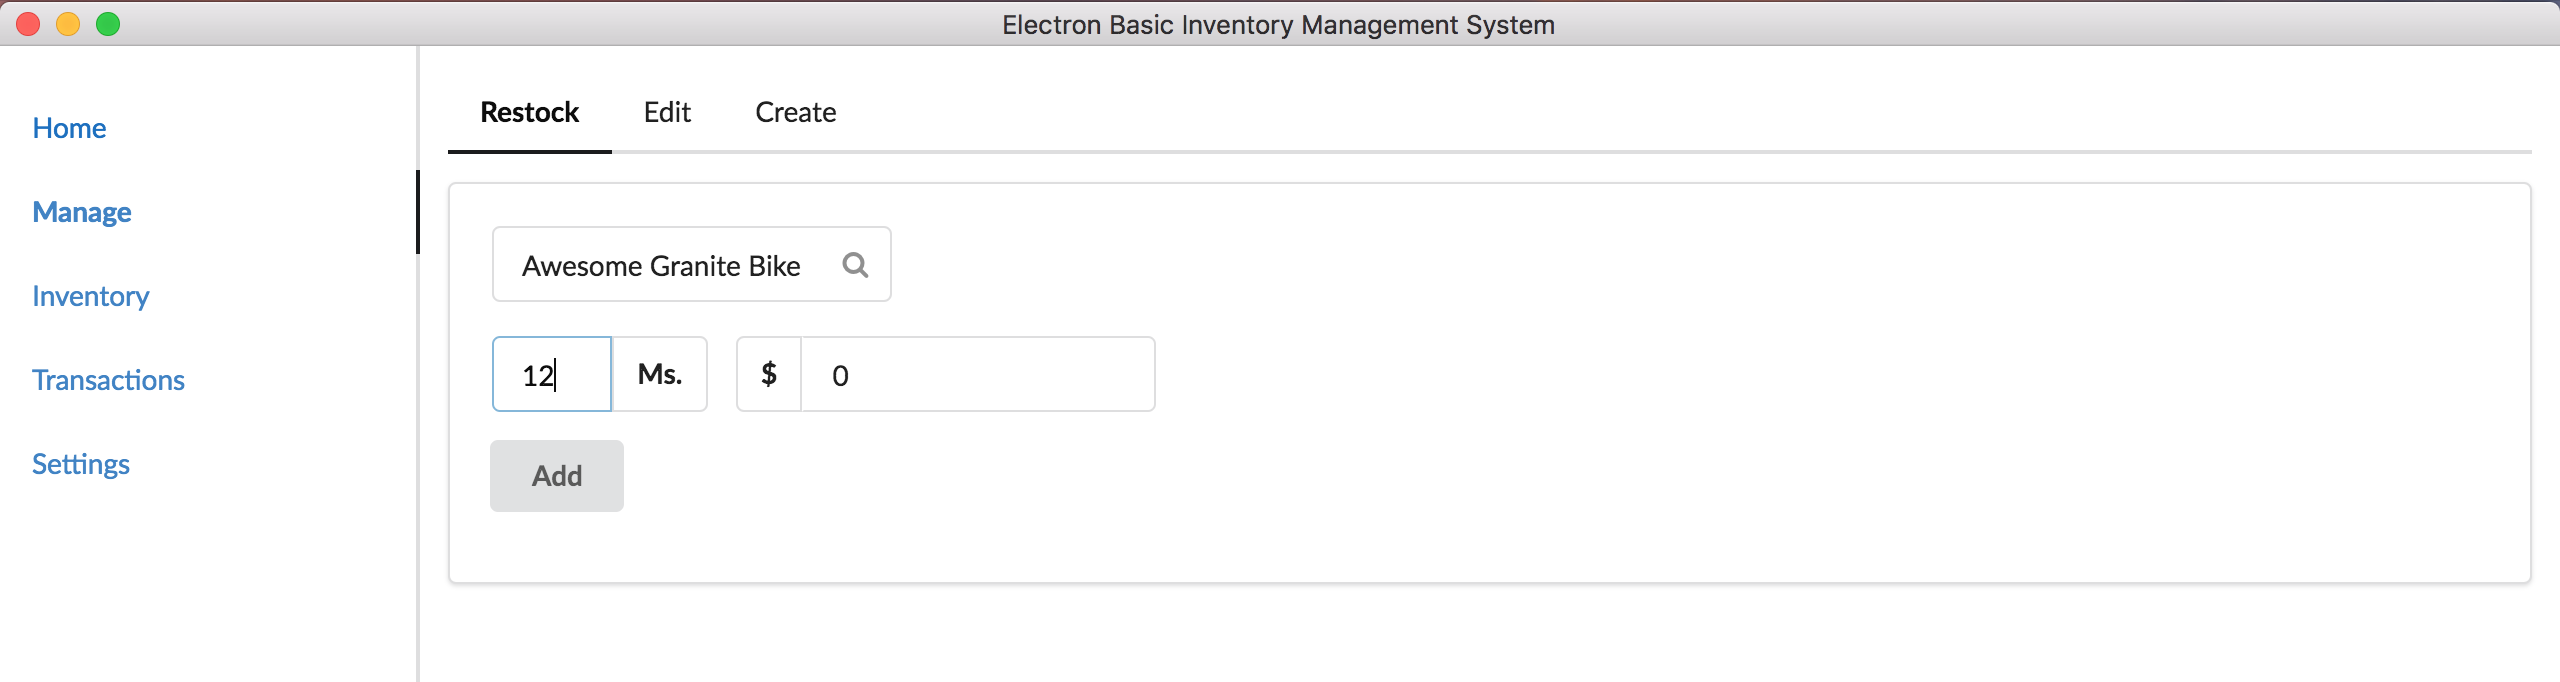 Electron Basic Inventory Management System
Home
Manage
Inventory
Transactions
Settings
Restock Edit Create
Awesome Granite Bike
12 Ms. $ 0
Add